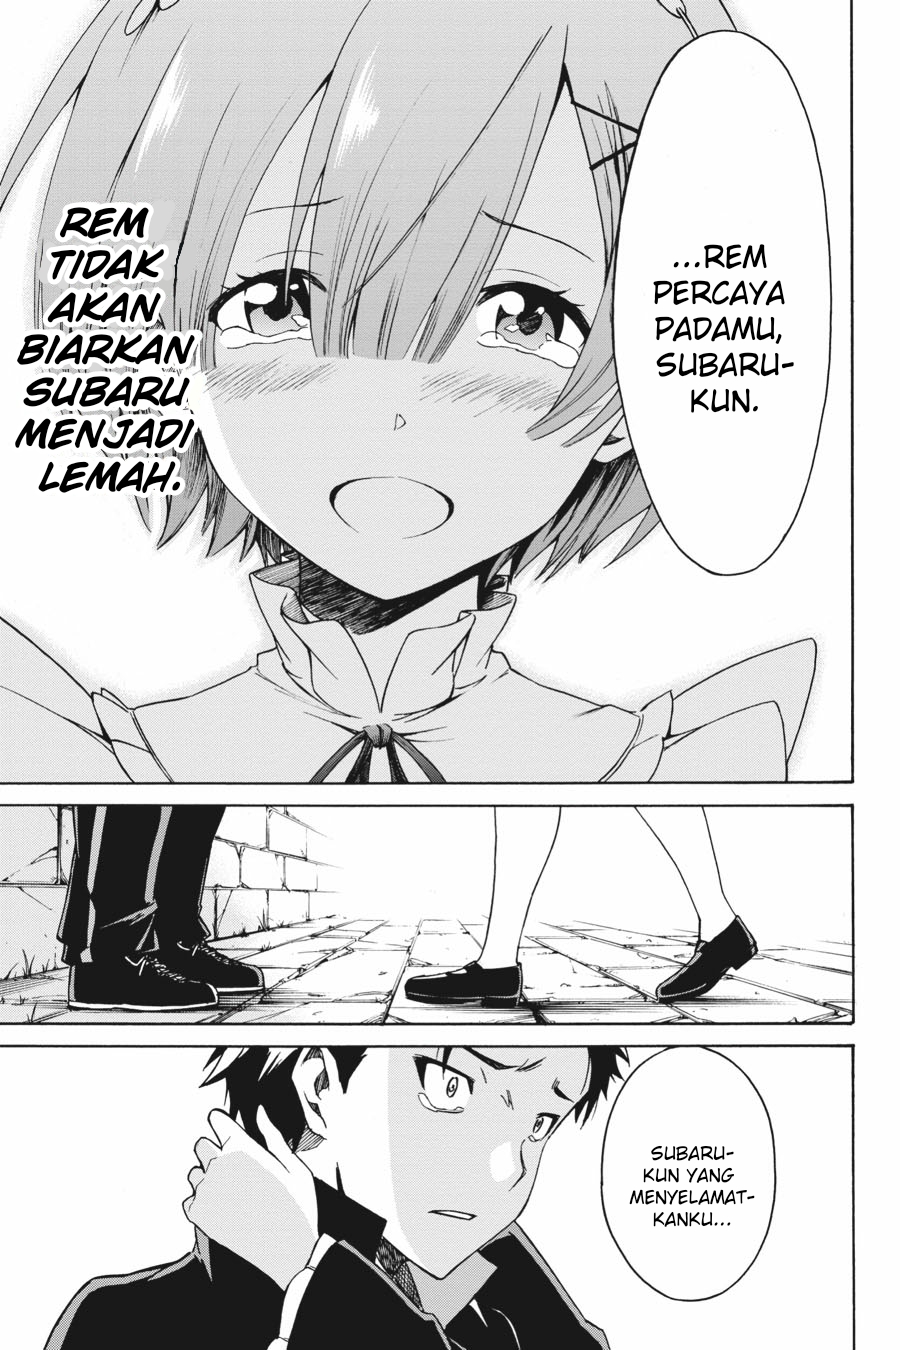 ...REM
PERCAYA
PADAMU,
SUBARU-
KUN.
REM
TIDAK
AKAN
BIARKAN
SUBARU
MENJADI
LEMAH.
SUBARU-
KUN YANG
MENYELAMAT-
KANKU...